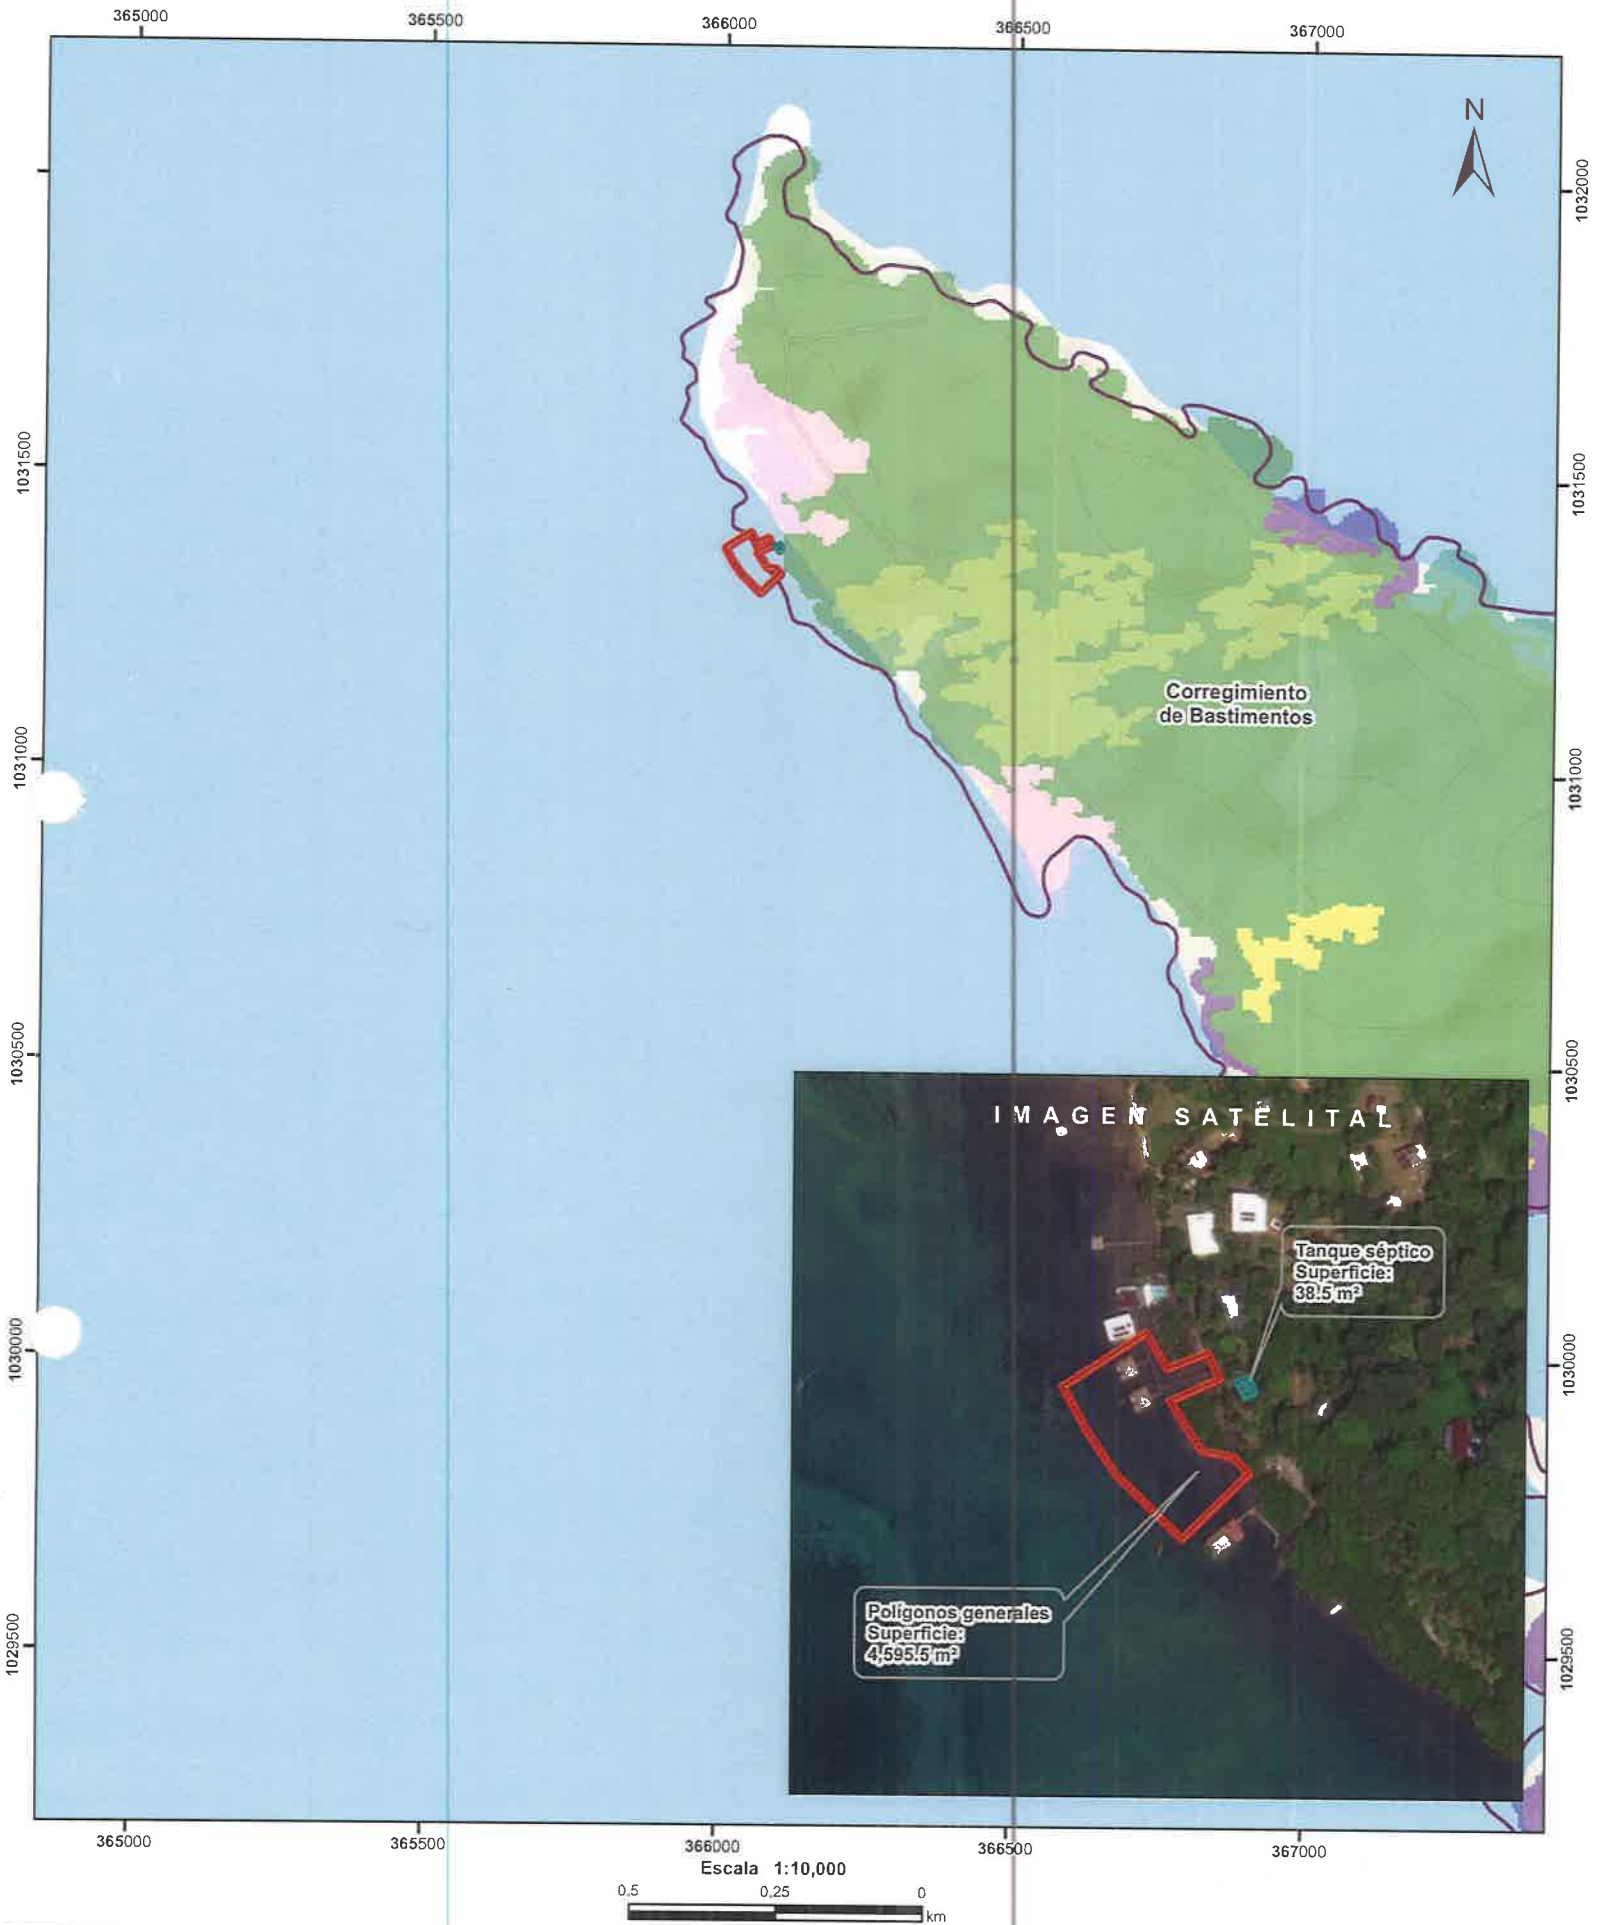 365000
365500
366000
366500
367000
N
1032000
1031500
1031500
Corregimiento
de Bastimentos
1031000
1031000
1030500
1030500
IMAGEN SATELITAL
Tanque séptico
Superficie:
38.5 m²
1030000
1030000
Polígonos generales
Superficie:
4,595.5 m²
1029500
1029500
365000
365500
366000
366500
367000
Escala 1:10,000
0,5
0,25
0
km